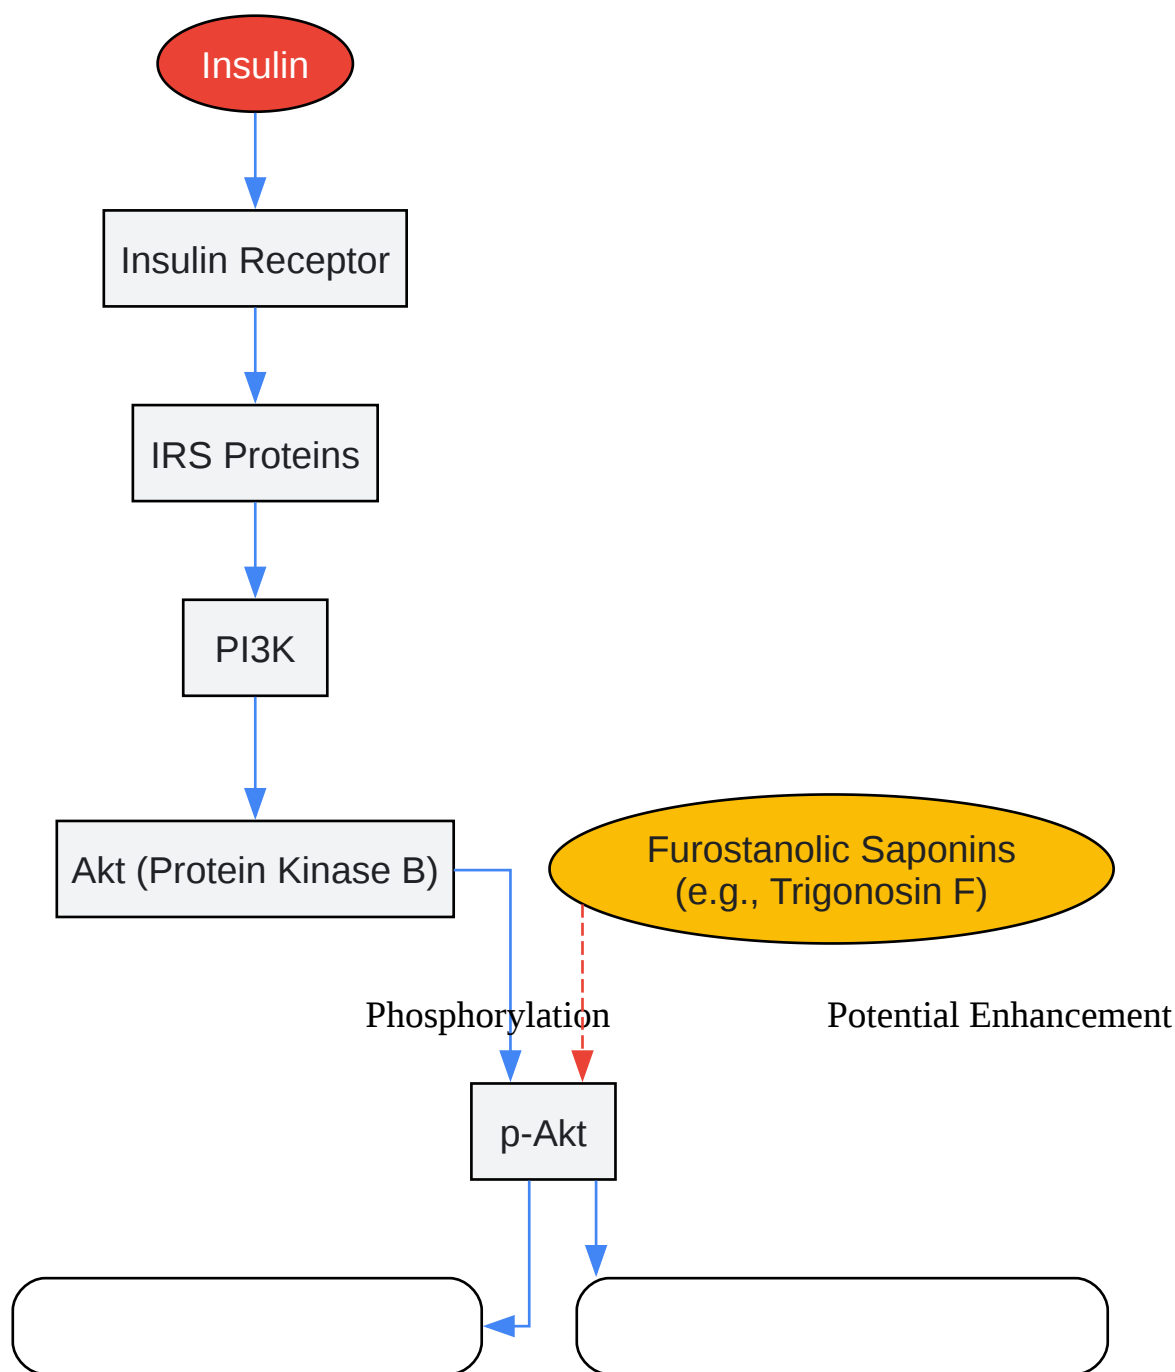 Insulin
Insulin Receptor
IRS Proteins
PI3K
Akt (Protein Kinase B)
Furostanolic Saponins
(e.g., Trigonosin F)
Phosphorylation
Potential Enhancement
p-Akt